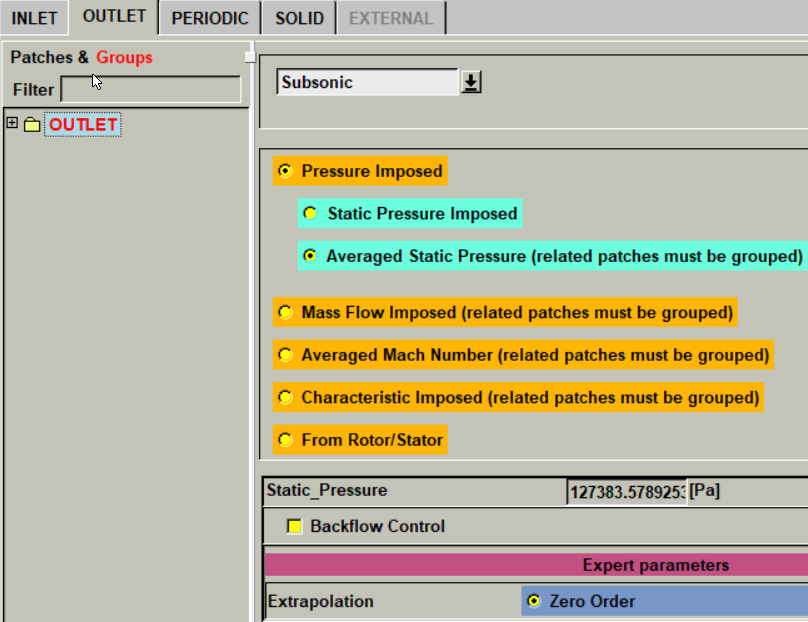 INLET OUTLET PERIODIC SOLID EXTERNAL
Patches & Groups
Filter
OUTLET
Subsonic
Pressure Imposed
Static Pressure Imposed
Averaged Static Pressure (related patches must be grouped)
Mass Flow Imposed (related patches must be grouped)
Averaged Mach Number (related patches must be grouped)
Characteristic Imposed (related patches must be grouped)
From Rotor/Stator
Static_Pressure 127383.578925 [Pa]
Backflow Control
Expert parameters
Extrapolation Zero Order